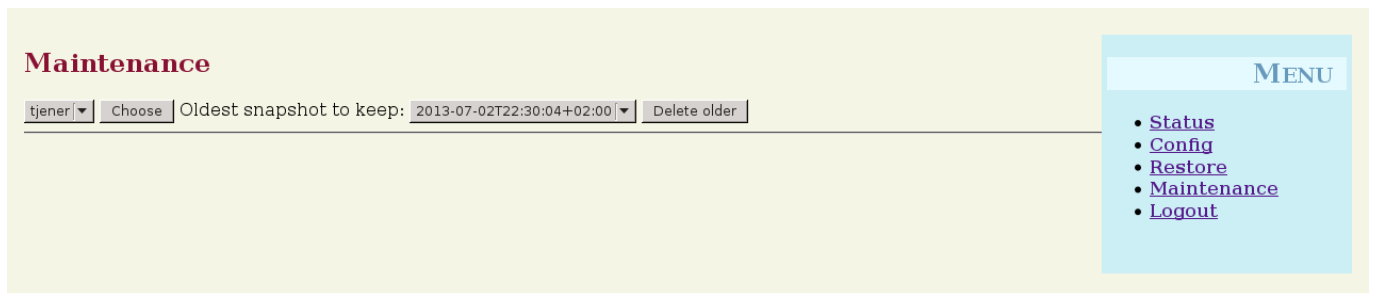 Maintenance
tjener Choose Oldest snapshot to keep: 2013-07-02T22:30:04+02:00 Delete older
MENU
Status
Config
Restore
Maintenance
Logout